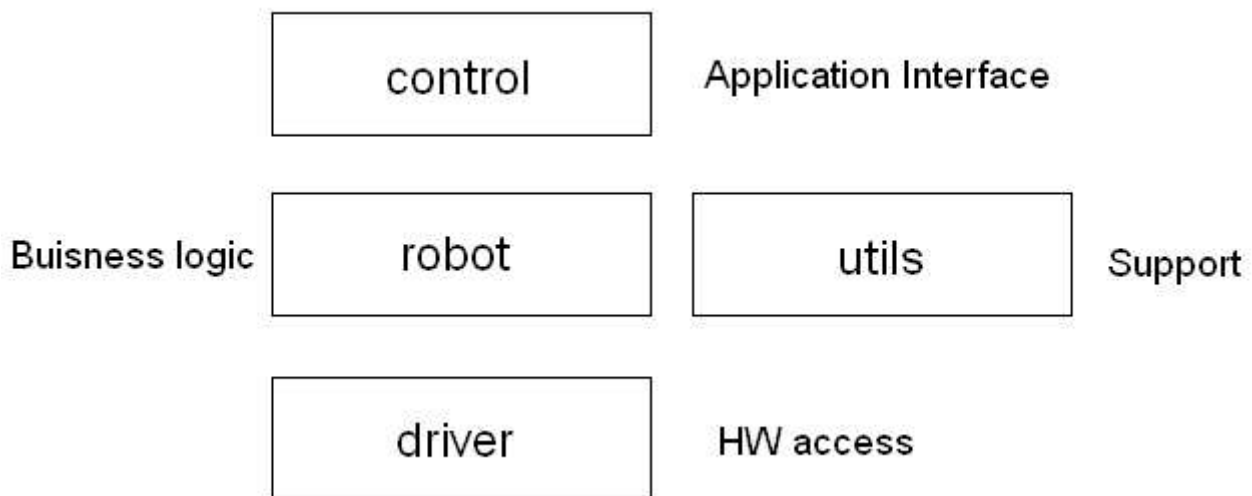 control
Application Interface
Buisness logic
robot
utils
Support
driver
HW access